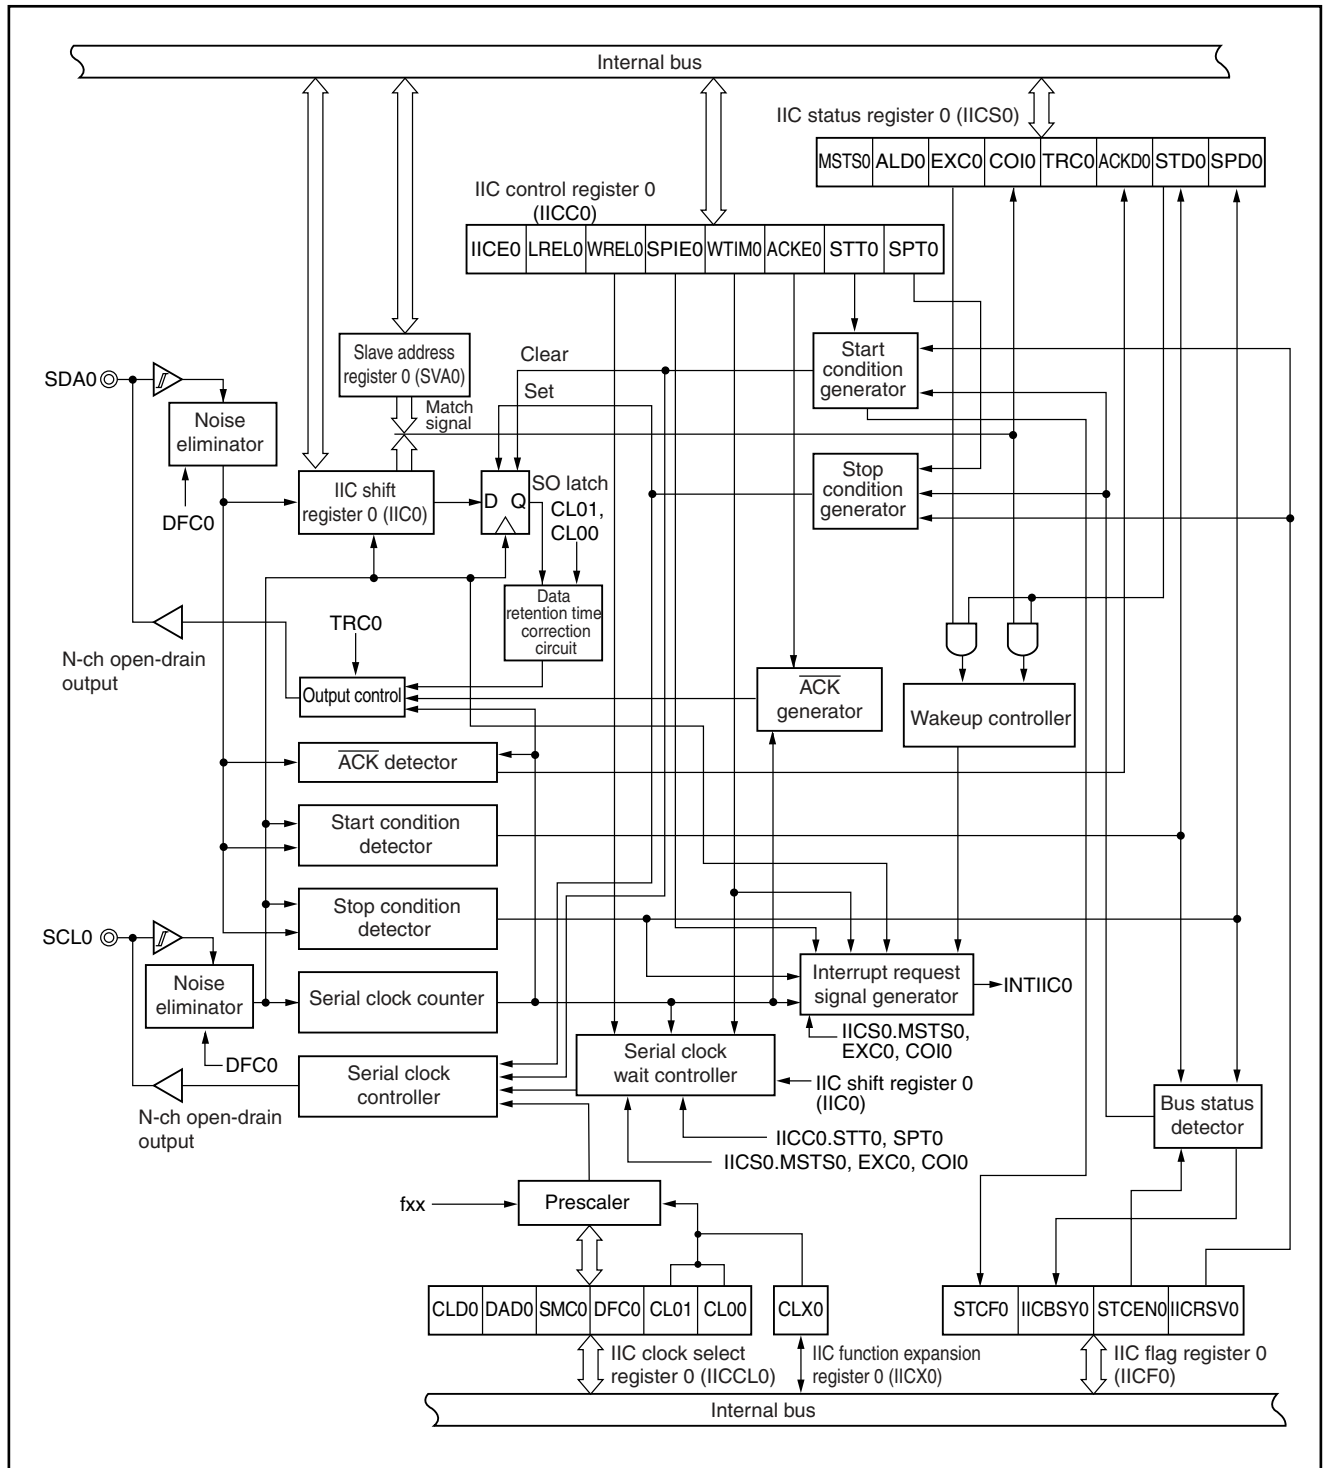 Internal bus
IIC status register 0 (IICS0)
MSTS0 ALD0 EXC0 COI0 TRC0 ACKD0 STD0 SPD0
IIC control register 0
(IICC0)
IICE0 LREL0 WREL0 SPIE0 WTIM0 ACKE0 STT0 SPT0
Slave address
register 0 (SVA0)
Clear
Start
condition
generator
SDA0
Set
Match
signal
Noise
eliminator
Stop
condition
generator
IIC shift
register 0 (IIC0)
D Q
SO latch
CL01,
CL00
DFC0
Data
retention time
correction
circuit
TRC0
N-ch open-drain
output
Output control
ACK
generator
Wakeup controller
ACK detector
Start condition
detector
Stop condition
detector
SCL0
Noise
eliminator
Serial clock counter
Interrupt request
signal generator
INTIIC0
IICS0.MSTS0,
EXC0, COI0
DFC0
Serial clock
controller
Serial clock
wait controller
IIC shift register 0
(IIC0)
Bus status
detector
N-ch open-drain
output
IICC0.STT0, SPT0
IICS0.MSTS0, EXC0, COI0
fxx
Prescaler
CLD0 DAD0 SMC0 DFC0 CL01 CL00
CLX0
STCF0 IICBSY0 STCEN0 IICRSV0
IIC clock select
register 0 (IICCL0)
IIC function expansion
register 0 (IICX0)
IIC flag register 0
(IICF0)
Internal bus